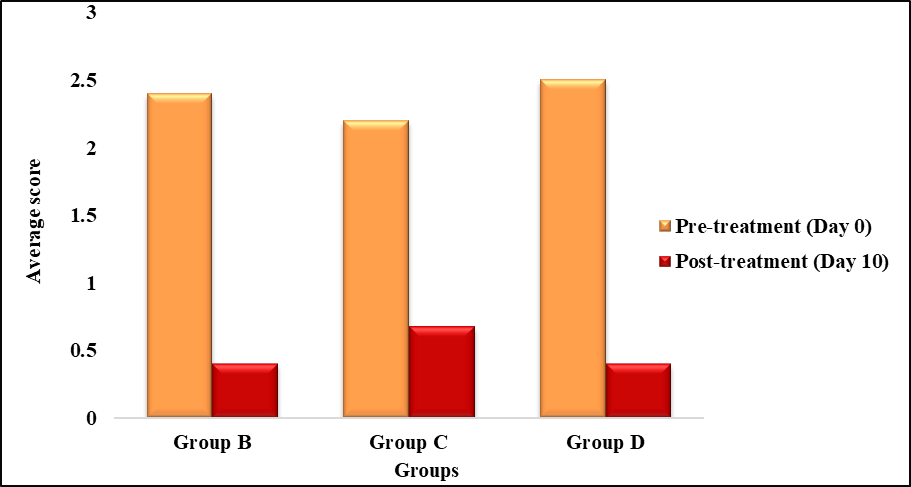 3
2.5
2
1.5
1
0.5
0
Average score
Group B
Group C
Group D
Groups
Pre-treatment (Day 0)
Post-treatment (Day 10)